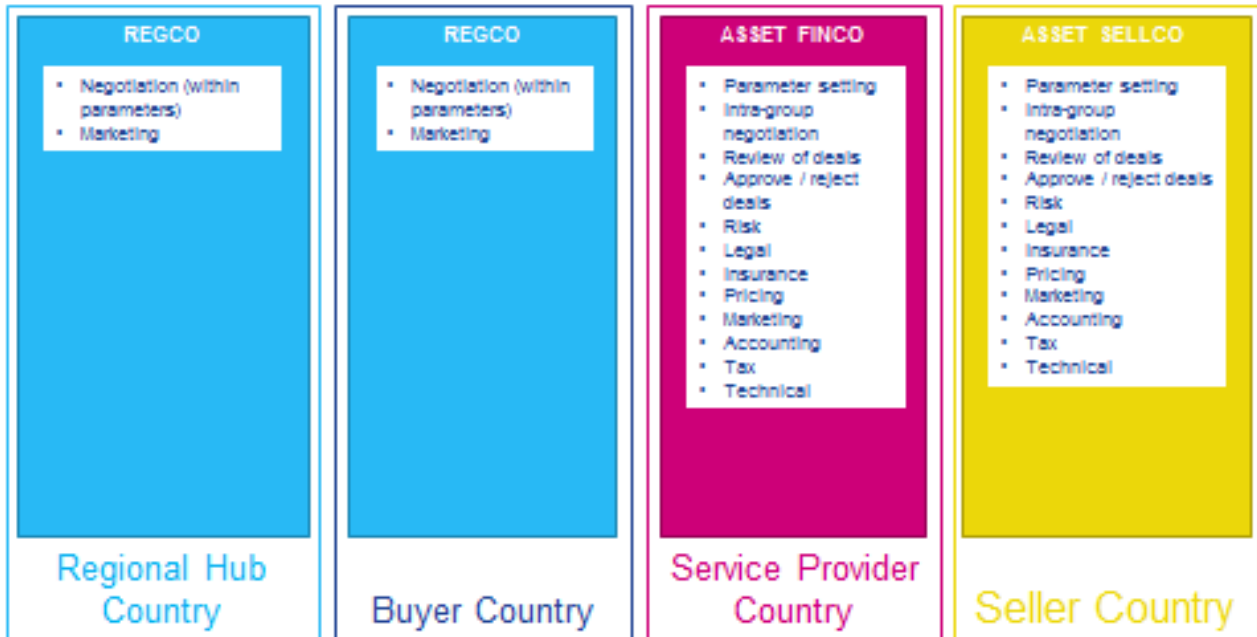 REGCO
• Negotiation (within
parameters)
• Marketing
Regional Hub
Country
REGCO
• Negotiation (within
parameters)
• Marketing
Buyer Country
ASSET FINCO
• Parameter setting
• Intra-group
negotiation
• Review of deals
• Approve / reject
deals
• Risk
• Legal
• Insurance
• Pricing
• Marketing
• Accounting
• Tax
• Technical
Service Provider
Country
ASSET SELLCO
• Parameter setting
• Intra-group
negotiation
• Review of deals
• Approve / reject deals
• Risk
• Legal
• Insurance
• Pricing
• Marketing
• Accounting
• Tax
• Technical
Seller Country